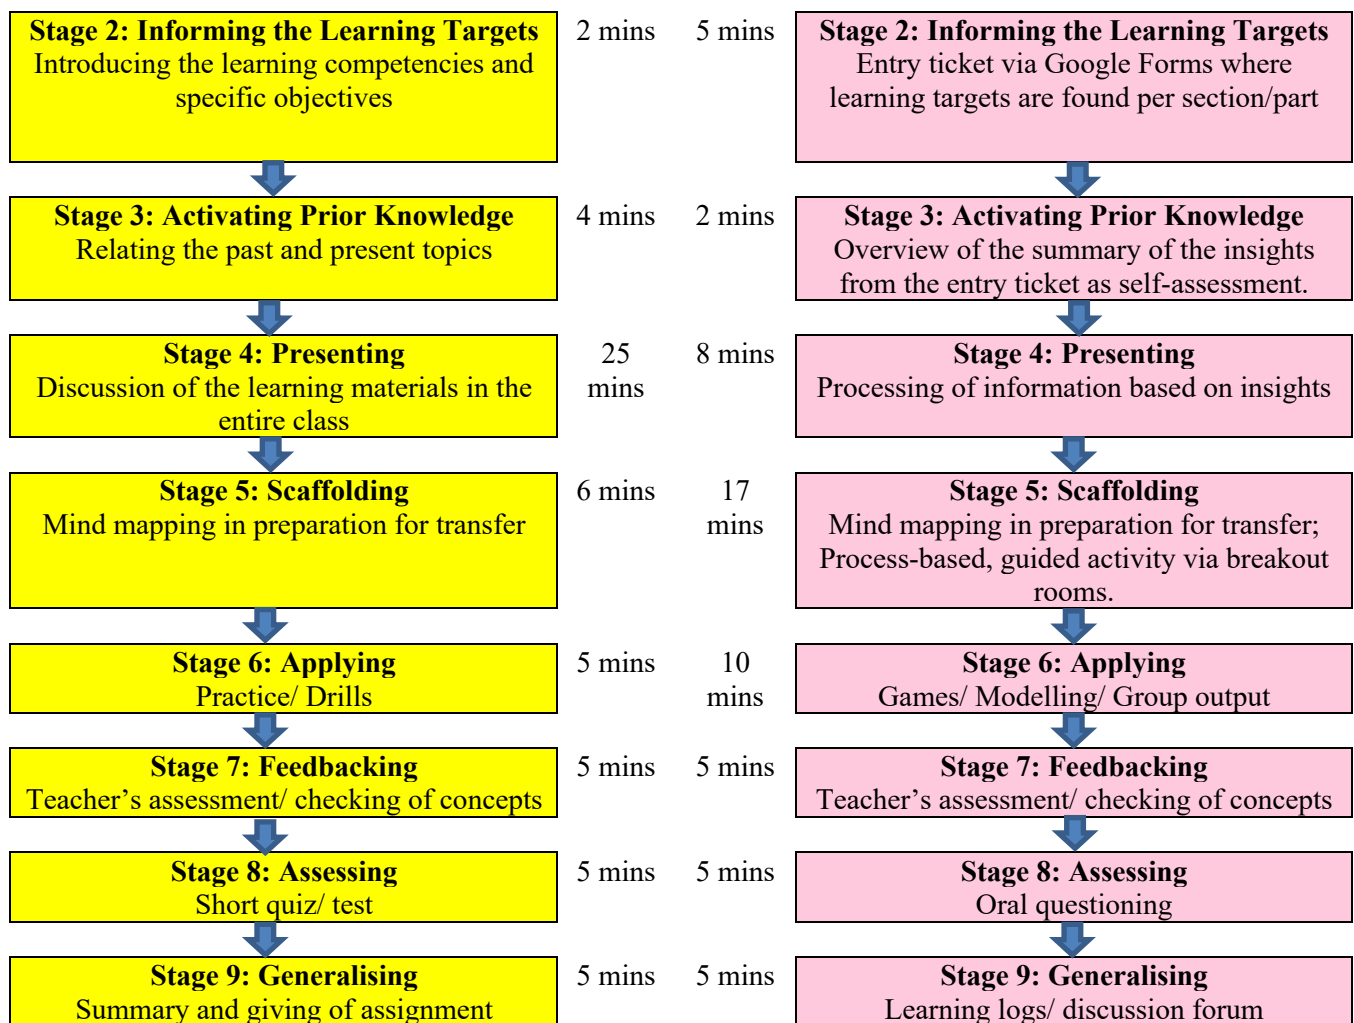 Stage 2: Informing the Learning Targets
Introducing the learning competencies and
specific objectives
2 mins
5 mins
Stage 2: Informing the Learning Targets
Entry ticket via Google Forms where
learning targets are found per section/part
Stage 3: Activating Prior Knowledge
Relating the past and present topics
4 mins
2 mins
Stage 3: Activating Prior Knowledge
Overview of the summary of the insights
from the entry ticket as self-assessment.
Stage 4: Presenting
Discussion of the learning materials in the
entire class
25
mins
8 mins
Stage 4: Presenting
Processing of information based on insights
Stage 5: Scaffolding
Mind mapping in preparation for transfer
6 mins
17
mins
Stage 5: Scaffolding
Mind mapping in preparation for transfer;
Process-based, guided activity via breakout
rooms.
Stage 6: Applying
Practice/ Drills
5 mins
10
mins
Stage 6: Applying
Games/ Modelling/ Group output
Stage 7: Feedbacking
Teacher’s assessment/ checking of concepts
5 mins
5 mins
Stage 7: Feedbacking
Teacher’s assessment/ checking of concepts
Stage 8: Assessing
Short quiz/ test
5 mins
5 mins
Stage 8: Assessing
Oral questioning
Stage 9: Generalising
Summary and giving of assignment
5 mins
5 mins
Stage 9: Generalising
Learning logs/ discussion forum